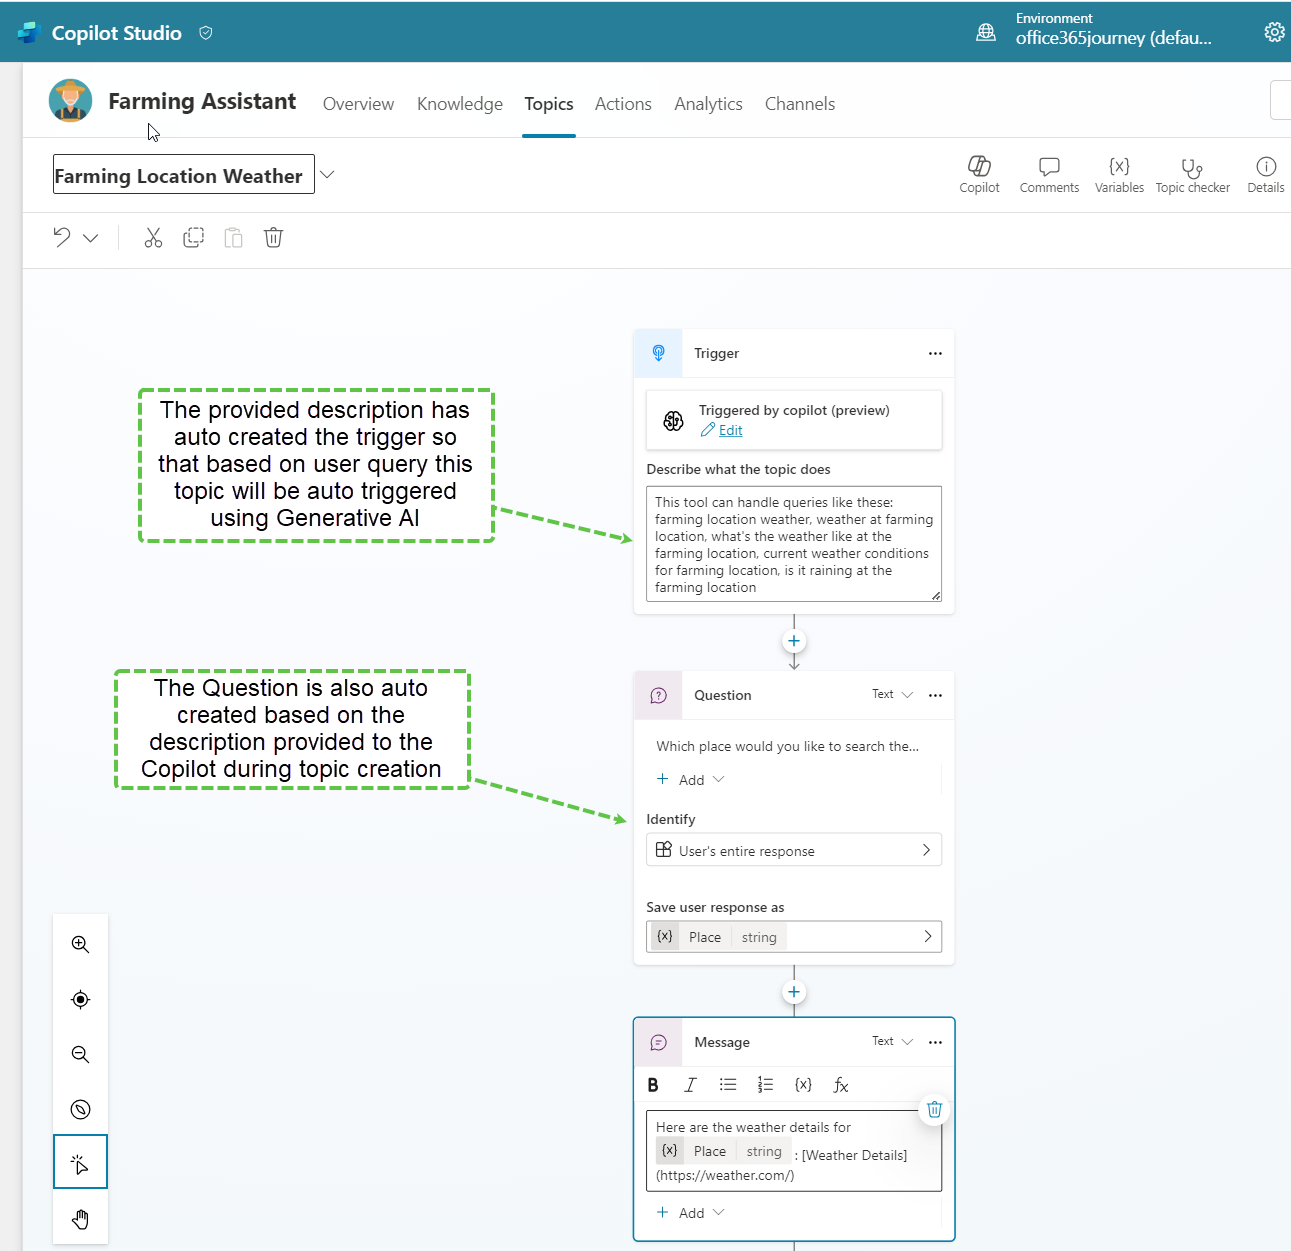 Copilot Studio
Environment
office365journey (defau...
Farming Assistant
Overview
Knowledge
Topics
Actions
Analytics
Channels
Farming Location Weather
Copilot
Comments
{x}
Variables
Topic checker
Details
Trigger
...
Triggered by copilot (preview)
Edit
Describe what the topic does
This tool can handle queries like these:
farming location weather, weather at farming
location, what's the weather like at the
farming location, current weather conditions
for farming location, is it raining at the
farming location
The provided description has
auto created the trigger so
that based on user query this
topic will be auto triggered
using Generative AI
Question
Text
...
Which place would you like to search the...
+ Add
Identify
User's entire response
Save user response as
{x} Place string
The Question is also auto
created based on the
description provided to the
Copilot during topic creation
Message
Text
...
B I {x} fx
Here are the weather details for
{x} Place string : [Weather Details]
(https://weather.com/)
+ Add